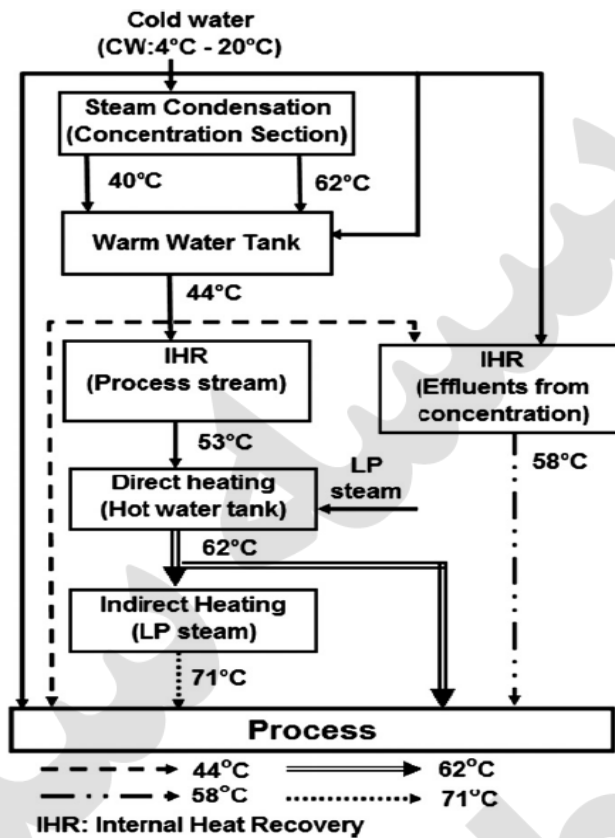 Cold water
(CW:4°C - 20°C)
Steam Condensation
(Concentration Section)
40°C
62°C
Warm Water Tank
44°C
IHR
(Process stream)
IHR
(Effluents from
concentration)
53°C
58°C
LP
steam
Direct heating
(Hot water tank)
62°C
Indirect Heating
(LP steam)
71°C
Process
44°C
62°C
58°C
71°C
IHR: Internal Heat Recovery